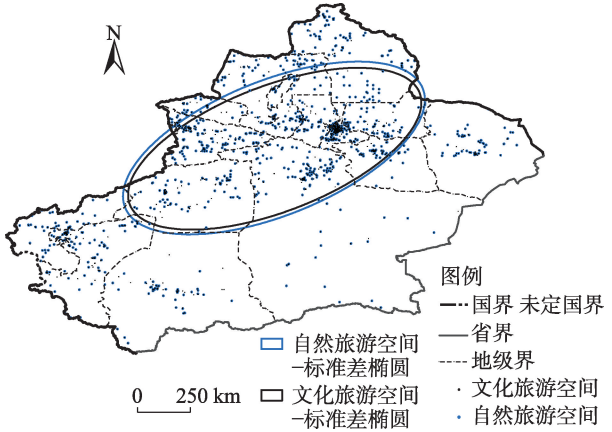 N
图例
国界 未定国界
省界
地级界
文化旅游空间
自然旅游空间
自然旅游空间
-标准差椭圆
文化旅游空间
-标准差椭圆
0 250 km